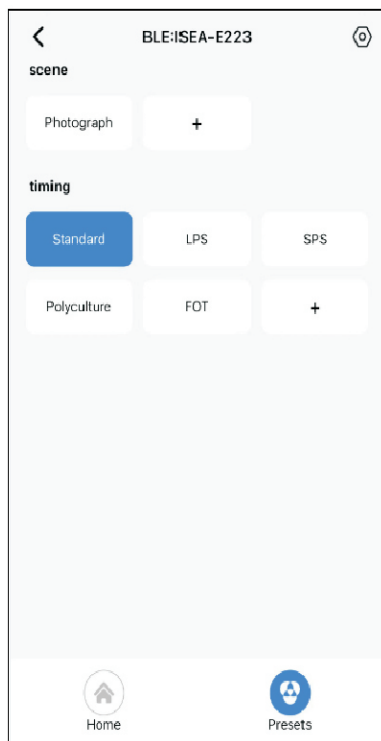 BLE:ISEA-E223
scene
Photograph +
timing
Standard LPS SPS
Polyculture FOT +
Home Presets